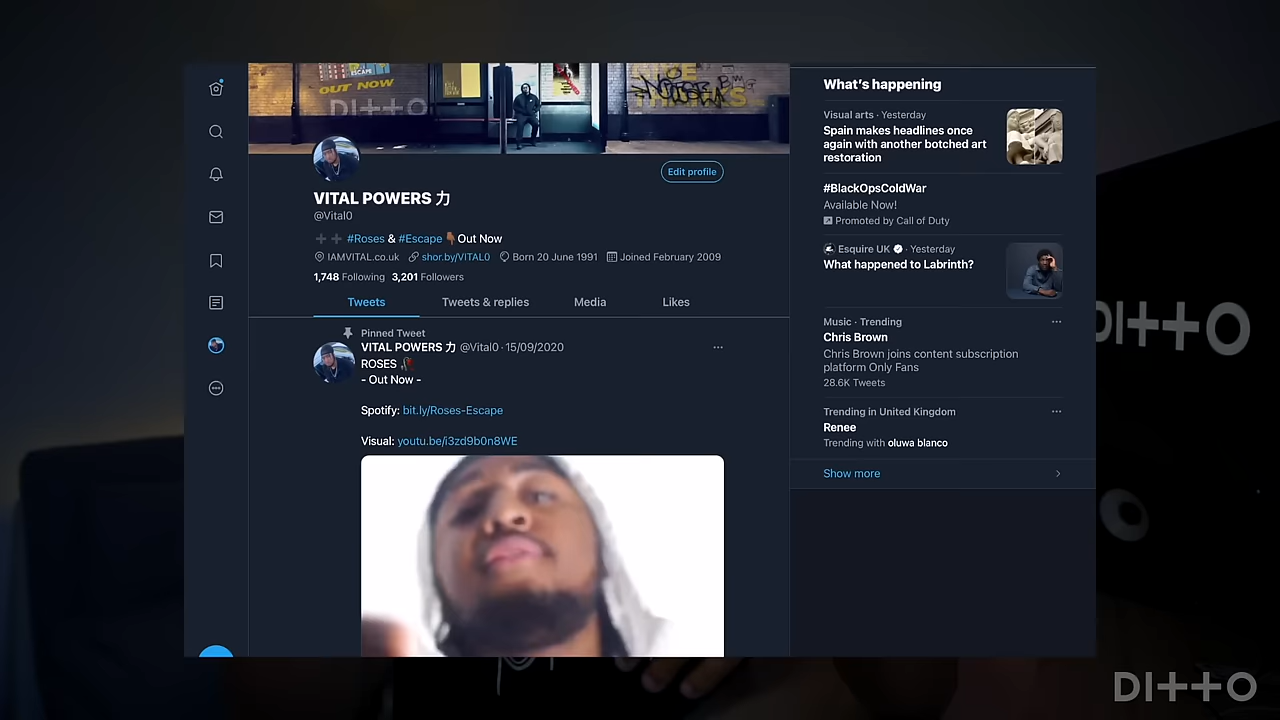 ESCAPE
OUT NOW
DITTO
VITAL POWERS 力
Edit profile
@Vital0
#Roses & #Escape Out Now
IAMVITAL.co.uk shor.by/VITAL0 Born 20 June 1991 Joined February 2009
1,748 Following 3,201 Followers
Tweets Tweets & replies Media Likes
Pinned Tweet
VITAL POWERS 力 @Vital0 · 15/09/2020
ROSES
- Out Now -
Spotify: bit.ly/Roses-Escape
Visual: youtu.be/i3zd9b0n8WE
What's happening
Visual arts · Yesterday
Spain makes headlines once
again with another botched art
restoration
#BlackOpsColdWar
Available Now!
Promoted by Call of Duty
Esquire UK · Yesterday
What happened to Labrinth?
Music · Trending
Chris Brown
Chris Brown joins content subscription
platform Only Fans
28.6K Tweets
Trending in United Kingdom
Renee
Trending with oluwa blanco
Show more
DITTO
DITTO